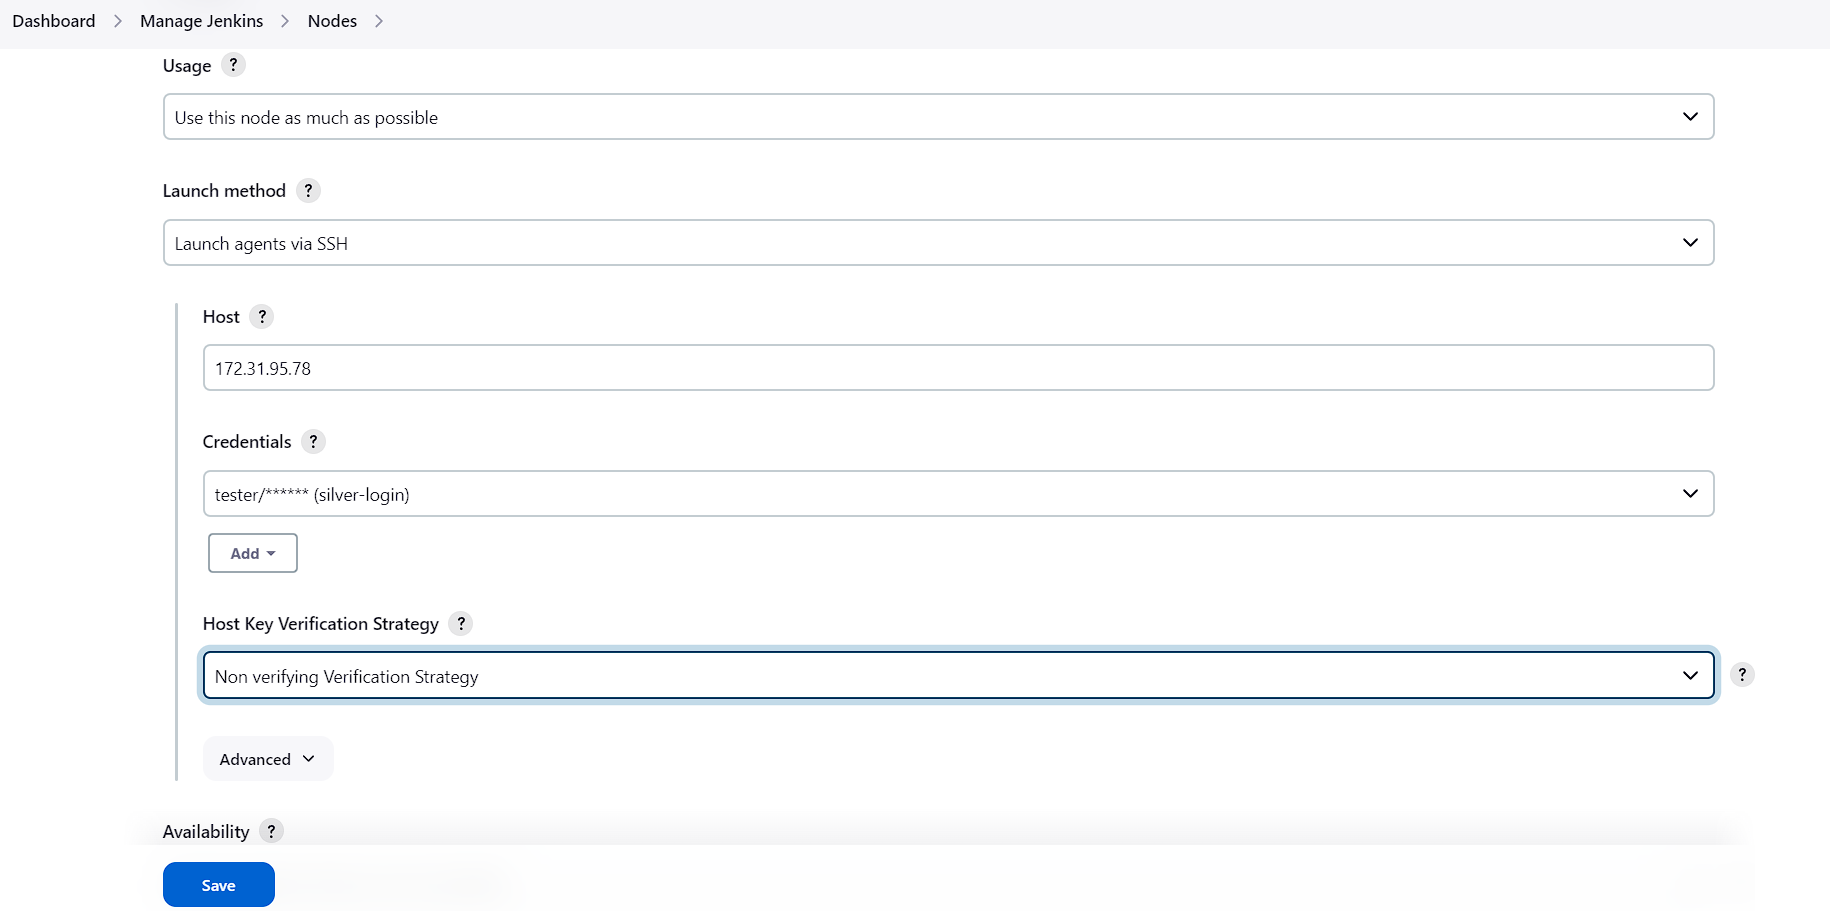 Dashboard > Manage Jenkins > Nodes >
Usage ?
Use this node as much as possible
Launch method ?
Launch agents via SSH
Host ?
172.31.95.78
Credentials ?
tester/****** (silver-login)
Add
Host Key Verification Strategy ?
Non verifying Verification Strategy
?
Advanced
Availability ?
Save